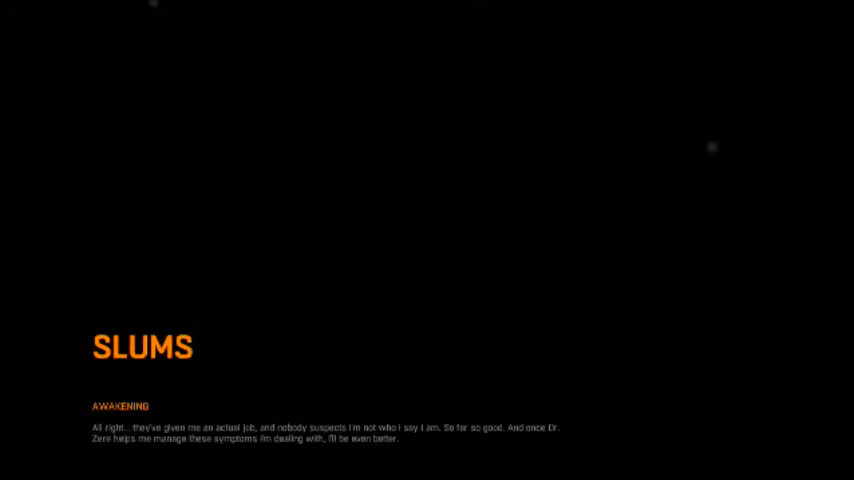 SLUMS
AWAKENING
All right... they've given me an actual job, and nobody suspects I'm not who I say I am. So far so good. And once Dr.
Zere helps me manage these symptoms I'm dealing with, I'll be even better.